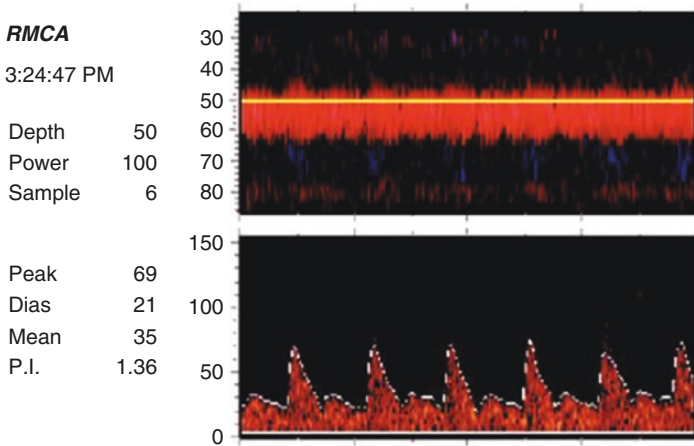 RMCA
3:24:47 PM
Depth 50
Power 100
Sample 6
Peak 69
Dias 21
Mean 35
P.I. 1.36
30
40
50
60
70
80
150
100
50
0